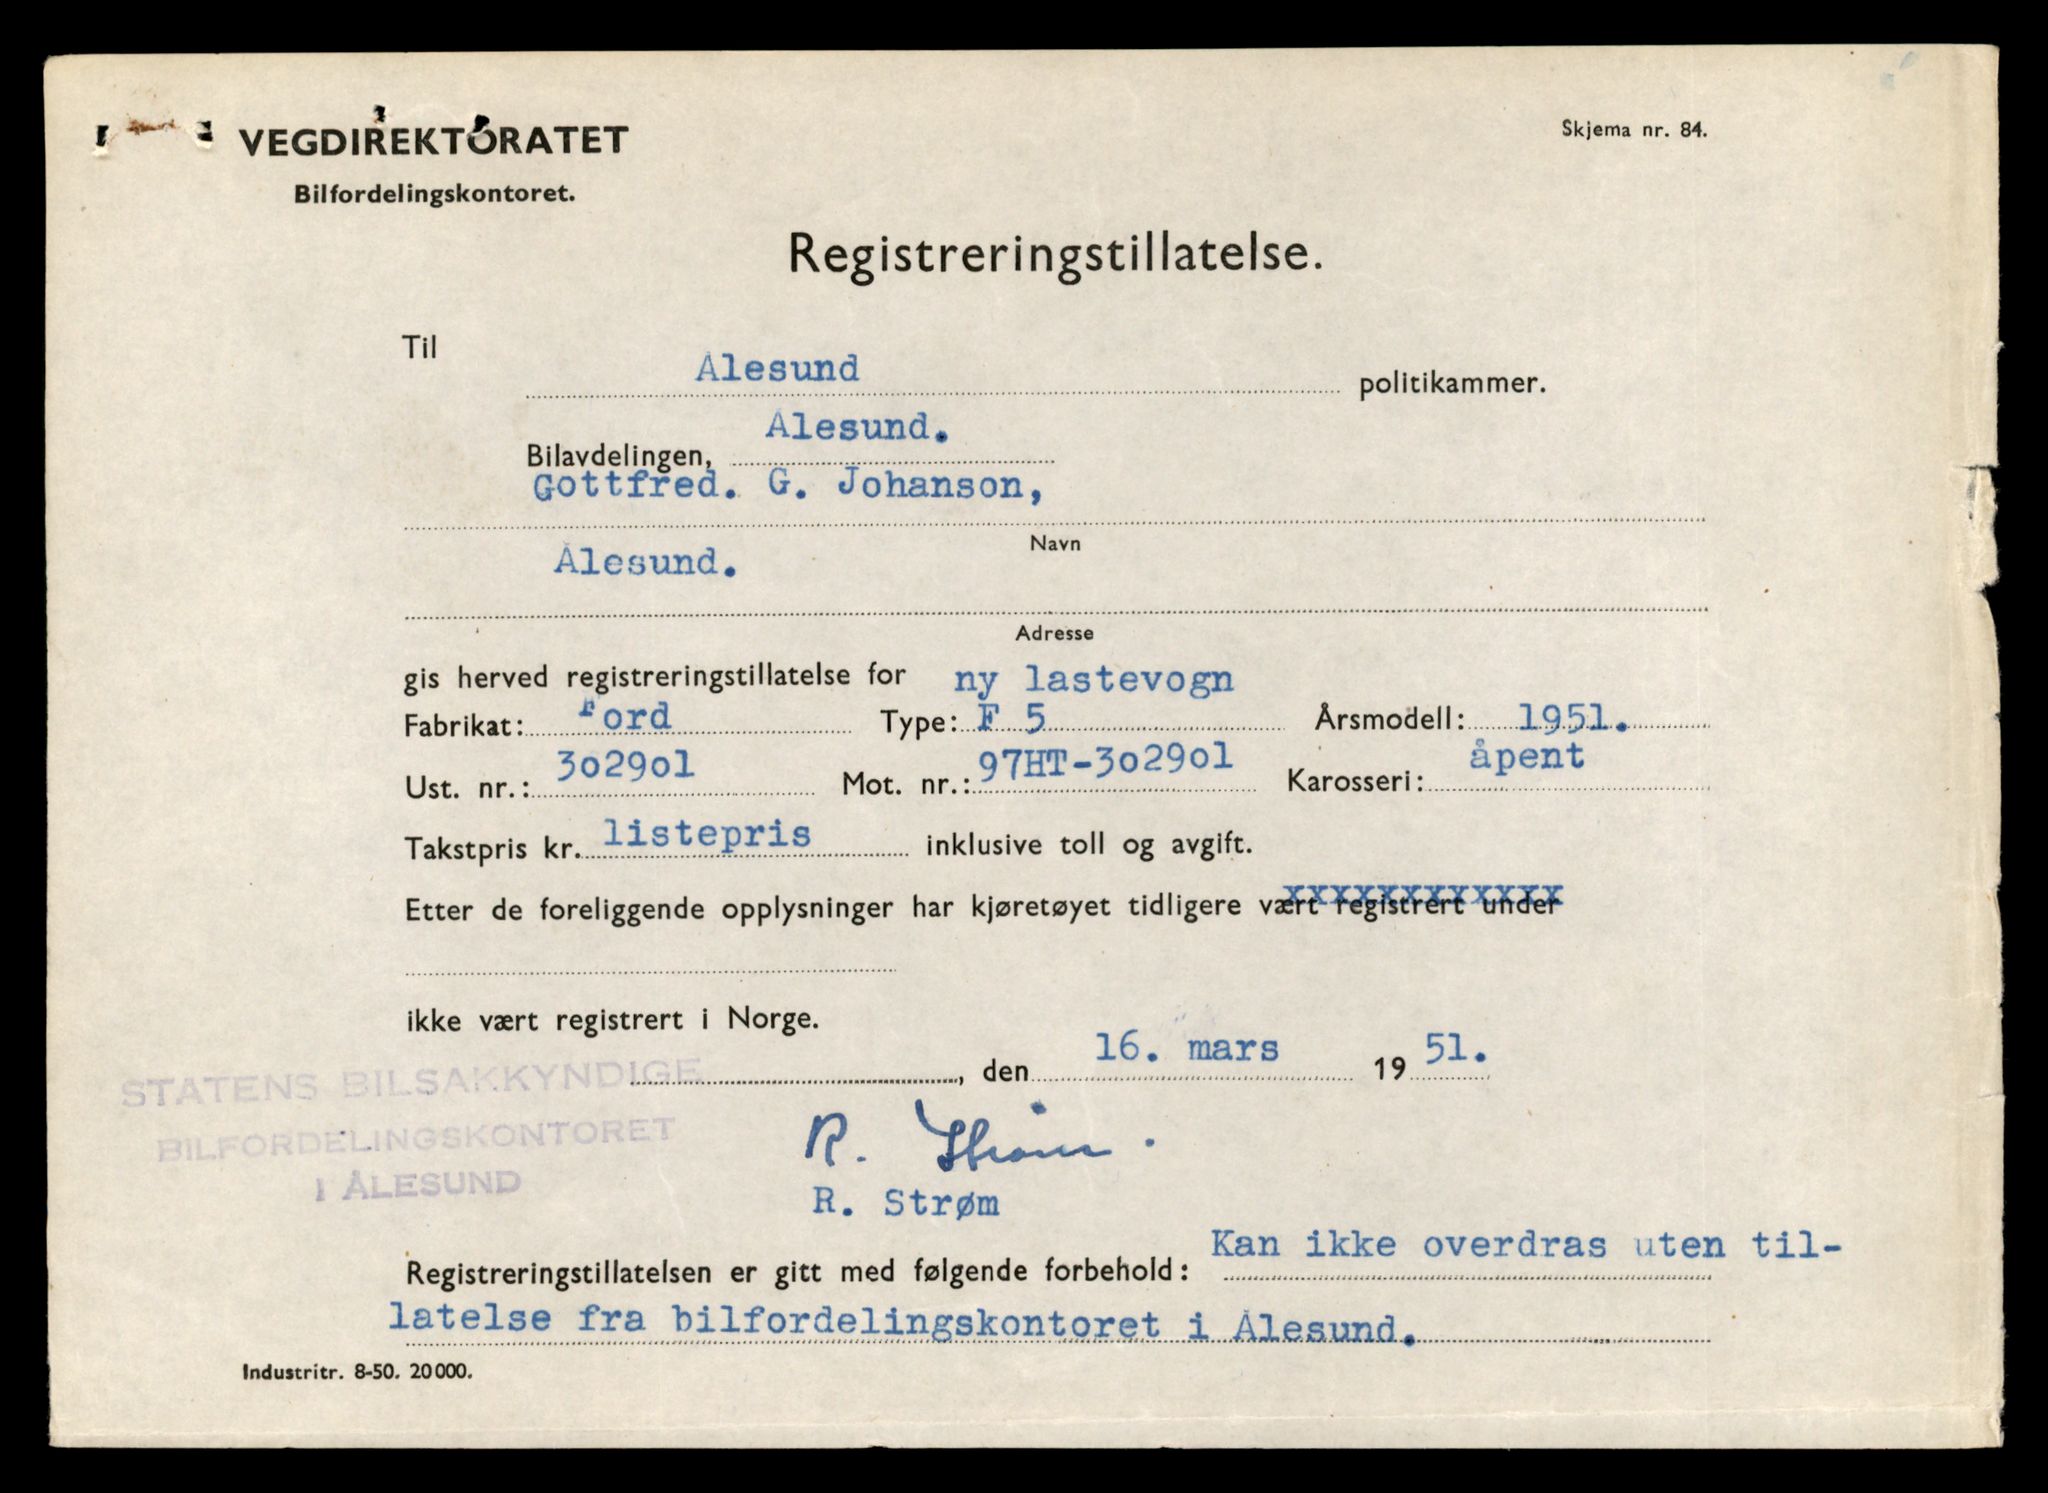 VEGDIREKTORATET
Skjema nr. 84.
Bilfordelingskontoret.
Registreringstillatelse.
Til
Ålesund politikammer.
Bilavdelingen, Ålesund.
Gottfred. G. Johanson,
Navn
Ålesund.
Adresse
gis herved registreringstillatelse for ny lastevogn
Fabrikat: Ford Type: F 5 Årsmodell: 1951.
Ust. nr.: 3o29o1 Mot. nr.: 97HT-3o29o1 Karosseri: åpent
Takstpris kr. listepris inklusive toll og avgift.
Etter de foreliggende opplysninger har kjøretøyet tidligere vært registrert under
xxxxxxxxxxxx
ikke vært registrert i Norge.
, den 16. mars 19 51.
STATENS BILSAKKYNDIGE
BILFORDELINGSKONTORET
I ÅLESUND
R. Strøm.
R. Strøm
Registreringstillatelsen er gitt med følgende forbehold: Kan ikke overdras uten til-
latelse fra bilfordelingskontoret i Ålesund.
Industritr. 8-50. 20000.